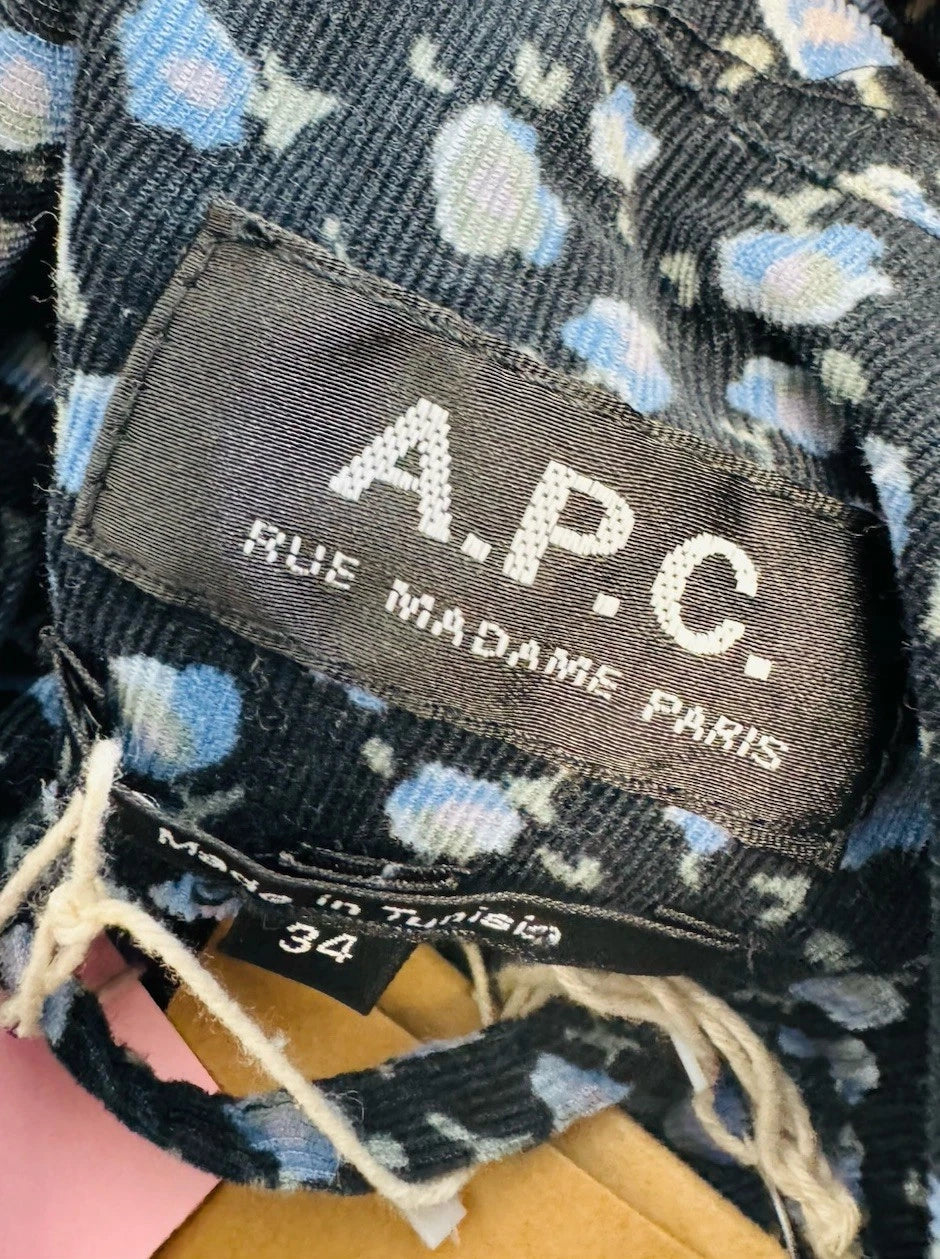 A.P.C.
RUE MADAME PARIS
Made in Tunisia
34